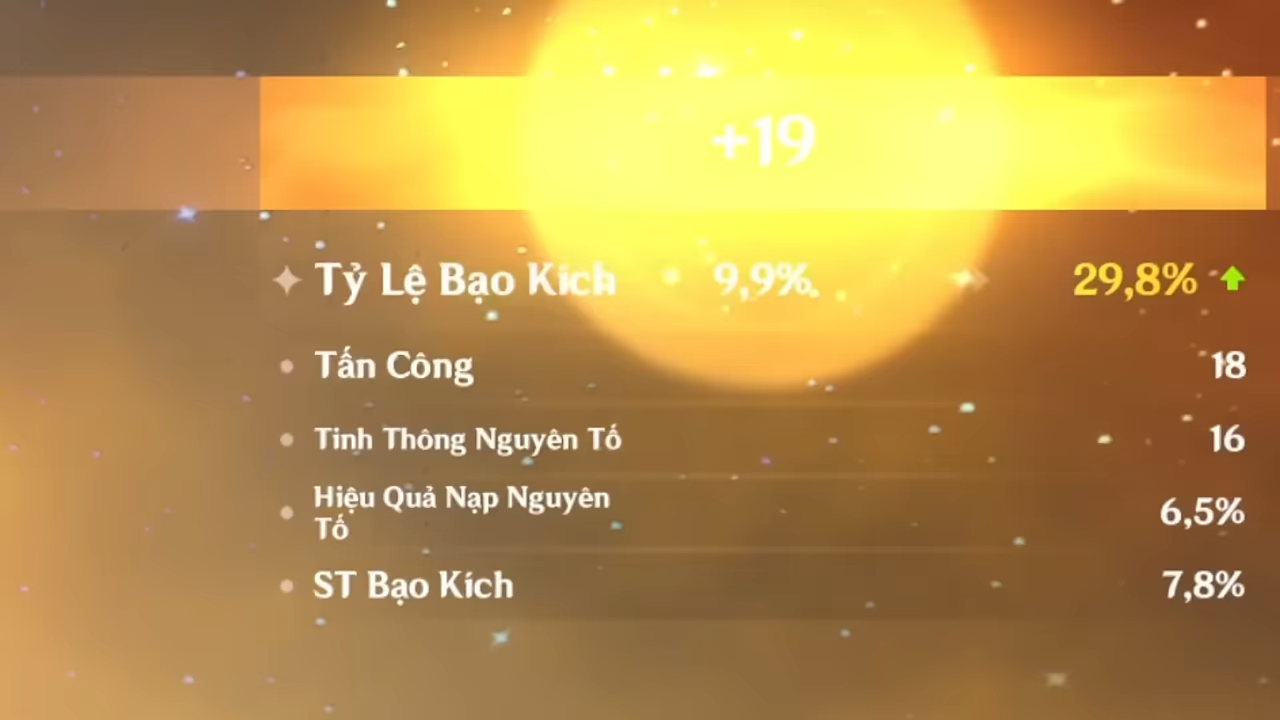 +19
Tỷ Lệ Bạo Kích 9,9% 29,8%
Tấn Công 18
Tinh Thông Nguyên Tố 16
Hiệu Quả Nạp Nguyên
Tố 6,5%
ST Bạo Kích 7,8%